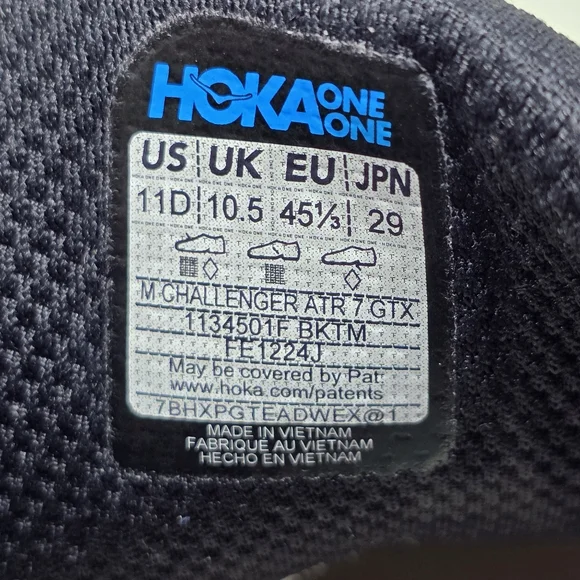 HOKA ONE ONE
US UK EU JPN
11D 10.5 45⅓ 29
M CHALLENGER ATR 7 GTX
1134501F BKTM
FE1224J
May be covered by Pat:
www.hoka.com/patents
7BHXPGTEADWEX@1
MADE IN VIETNAM
FABRIQUE AU VIETNAM
HECHO EN VIETNAM